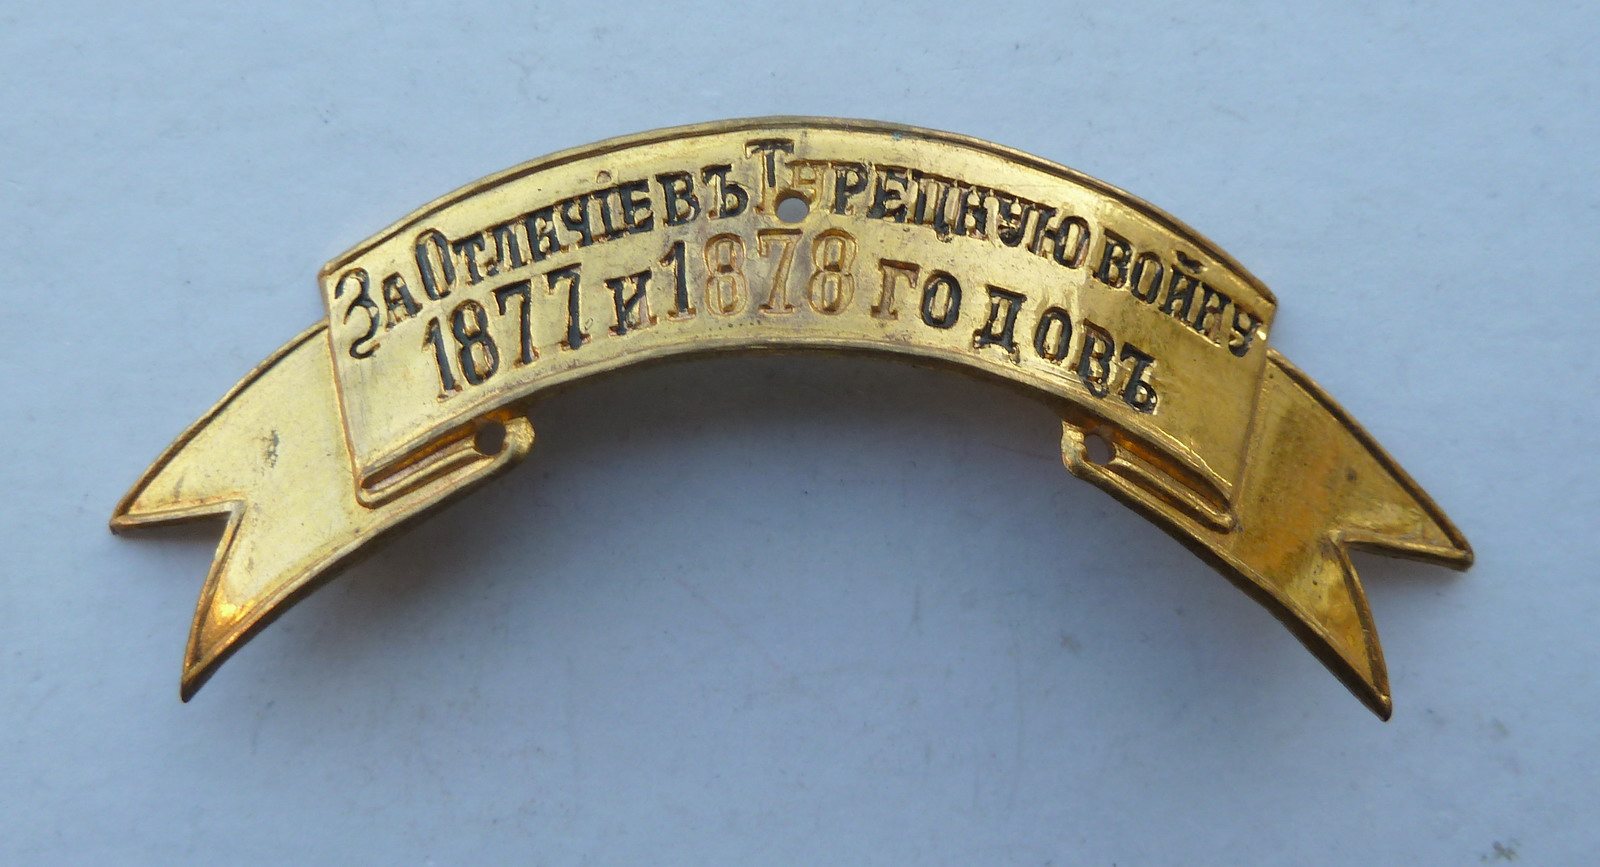 За Отличіе въ Турецкую войну
1877 и 1878 годовъ